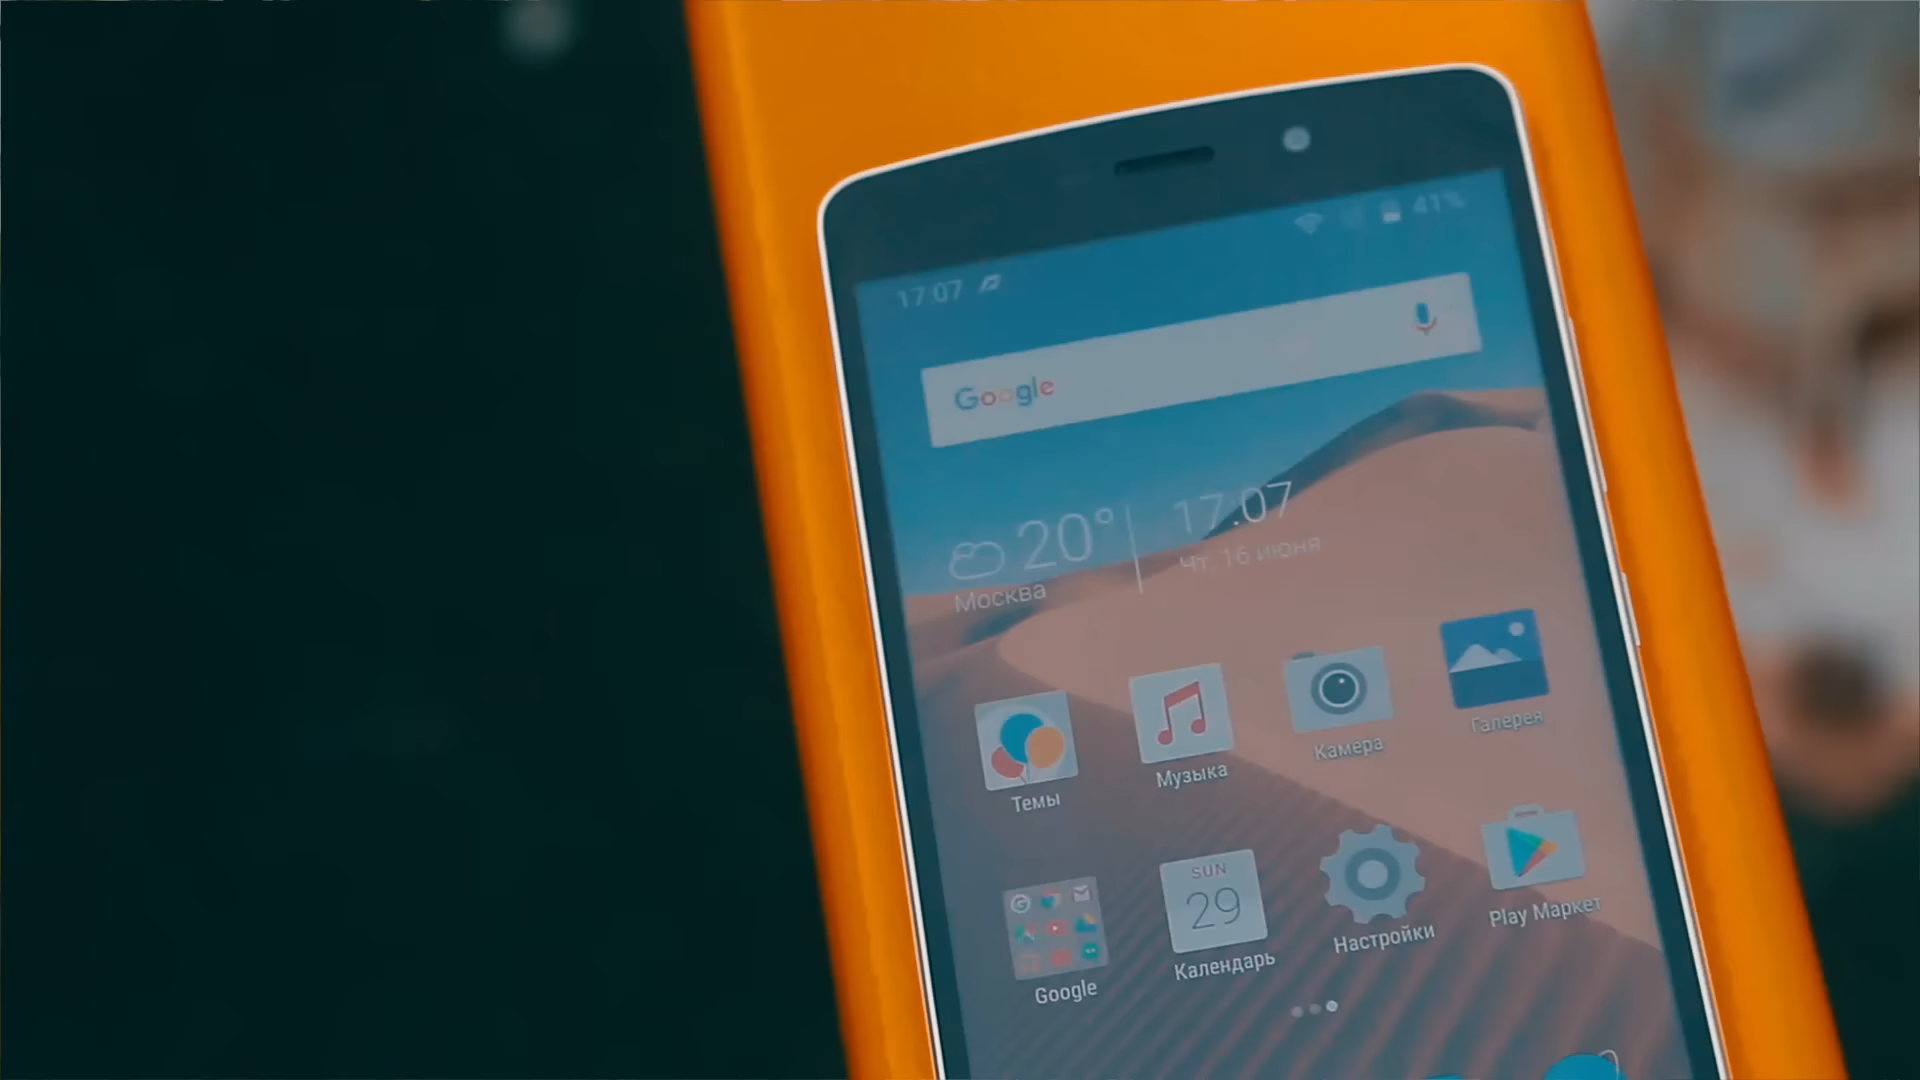 17:07
41%
Google
20°
17:07
Чт, 16 июня
Москва
Темы
Музыка
Камера
Галерея
SUN
29
Google
Календарь
Настройки
Play Маркет